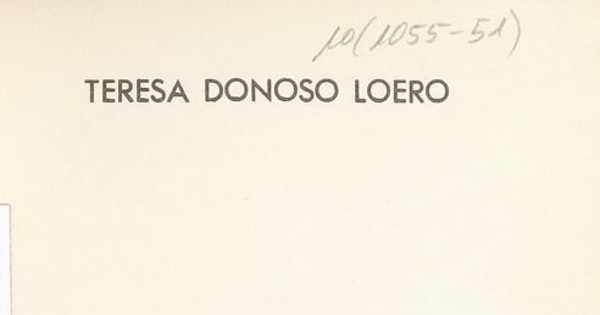 10(1055-51)
TERESA DONOSO LOERO